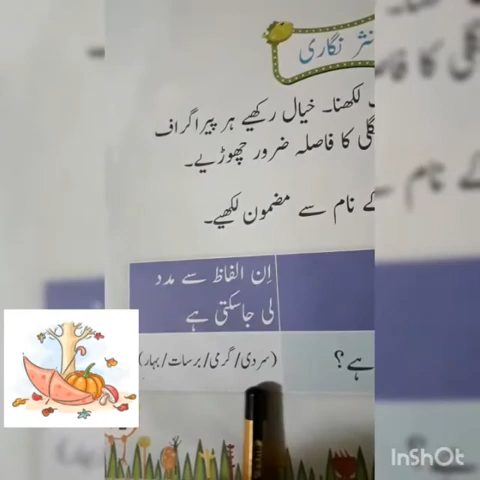 نثر نگاری
لکھنا۔ خیال رکھیے ہر پیراگراف
کا فاصلہ ضرور چھوڑیے۔
کے نام سے مضمون لکھیے۔
اِن الفاظ سے مدد
لی جاسکتی ہے
ہے؟ (سردی/گرمی/برسات/بہار)
InShOt